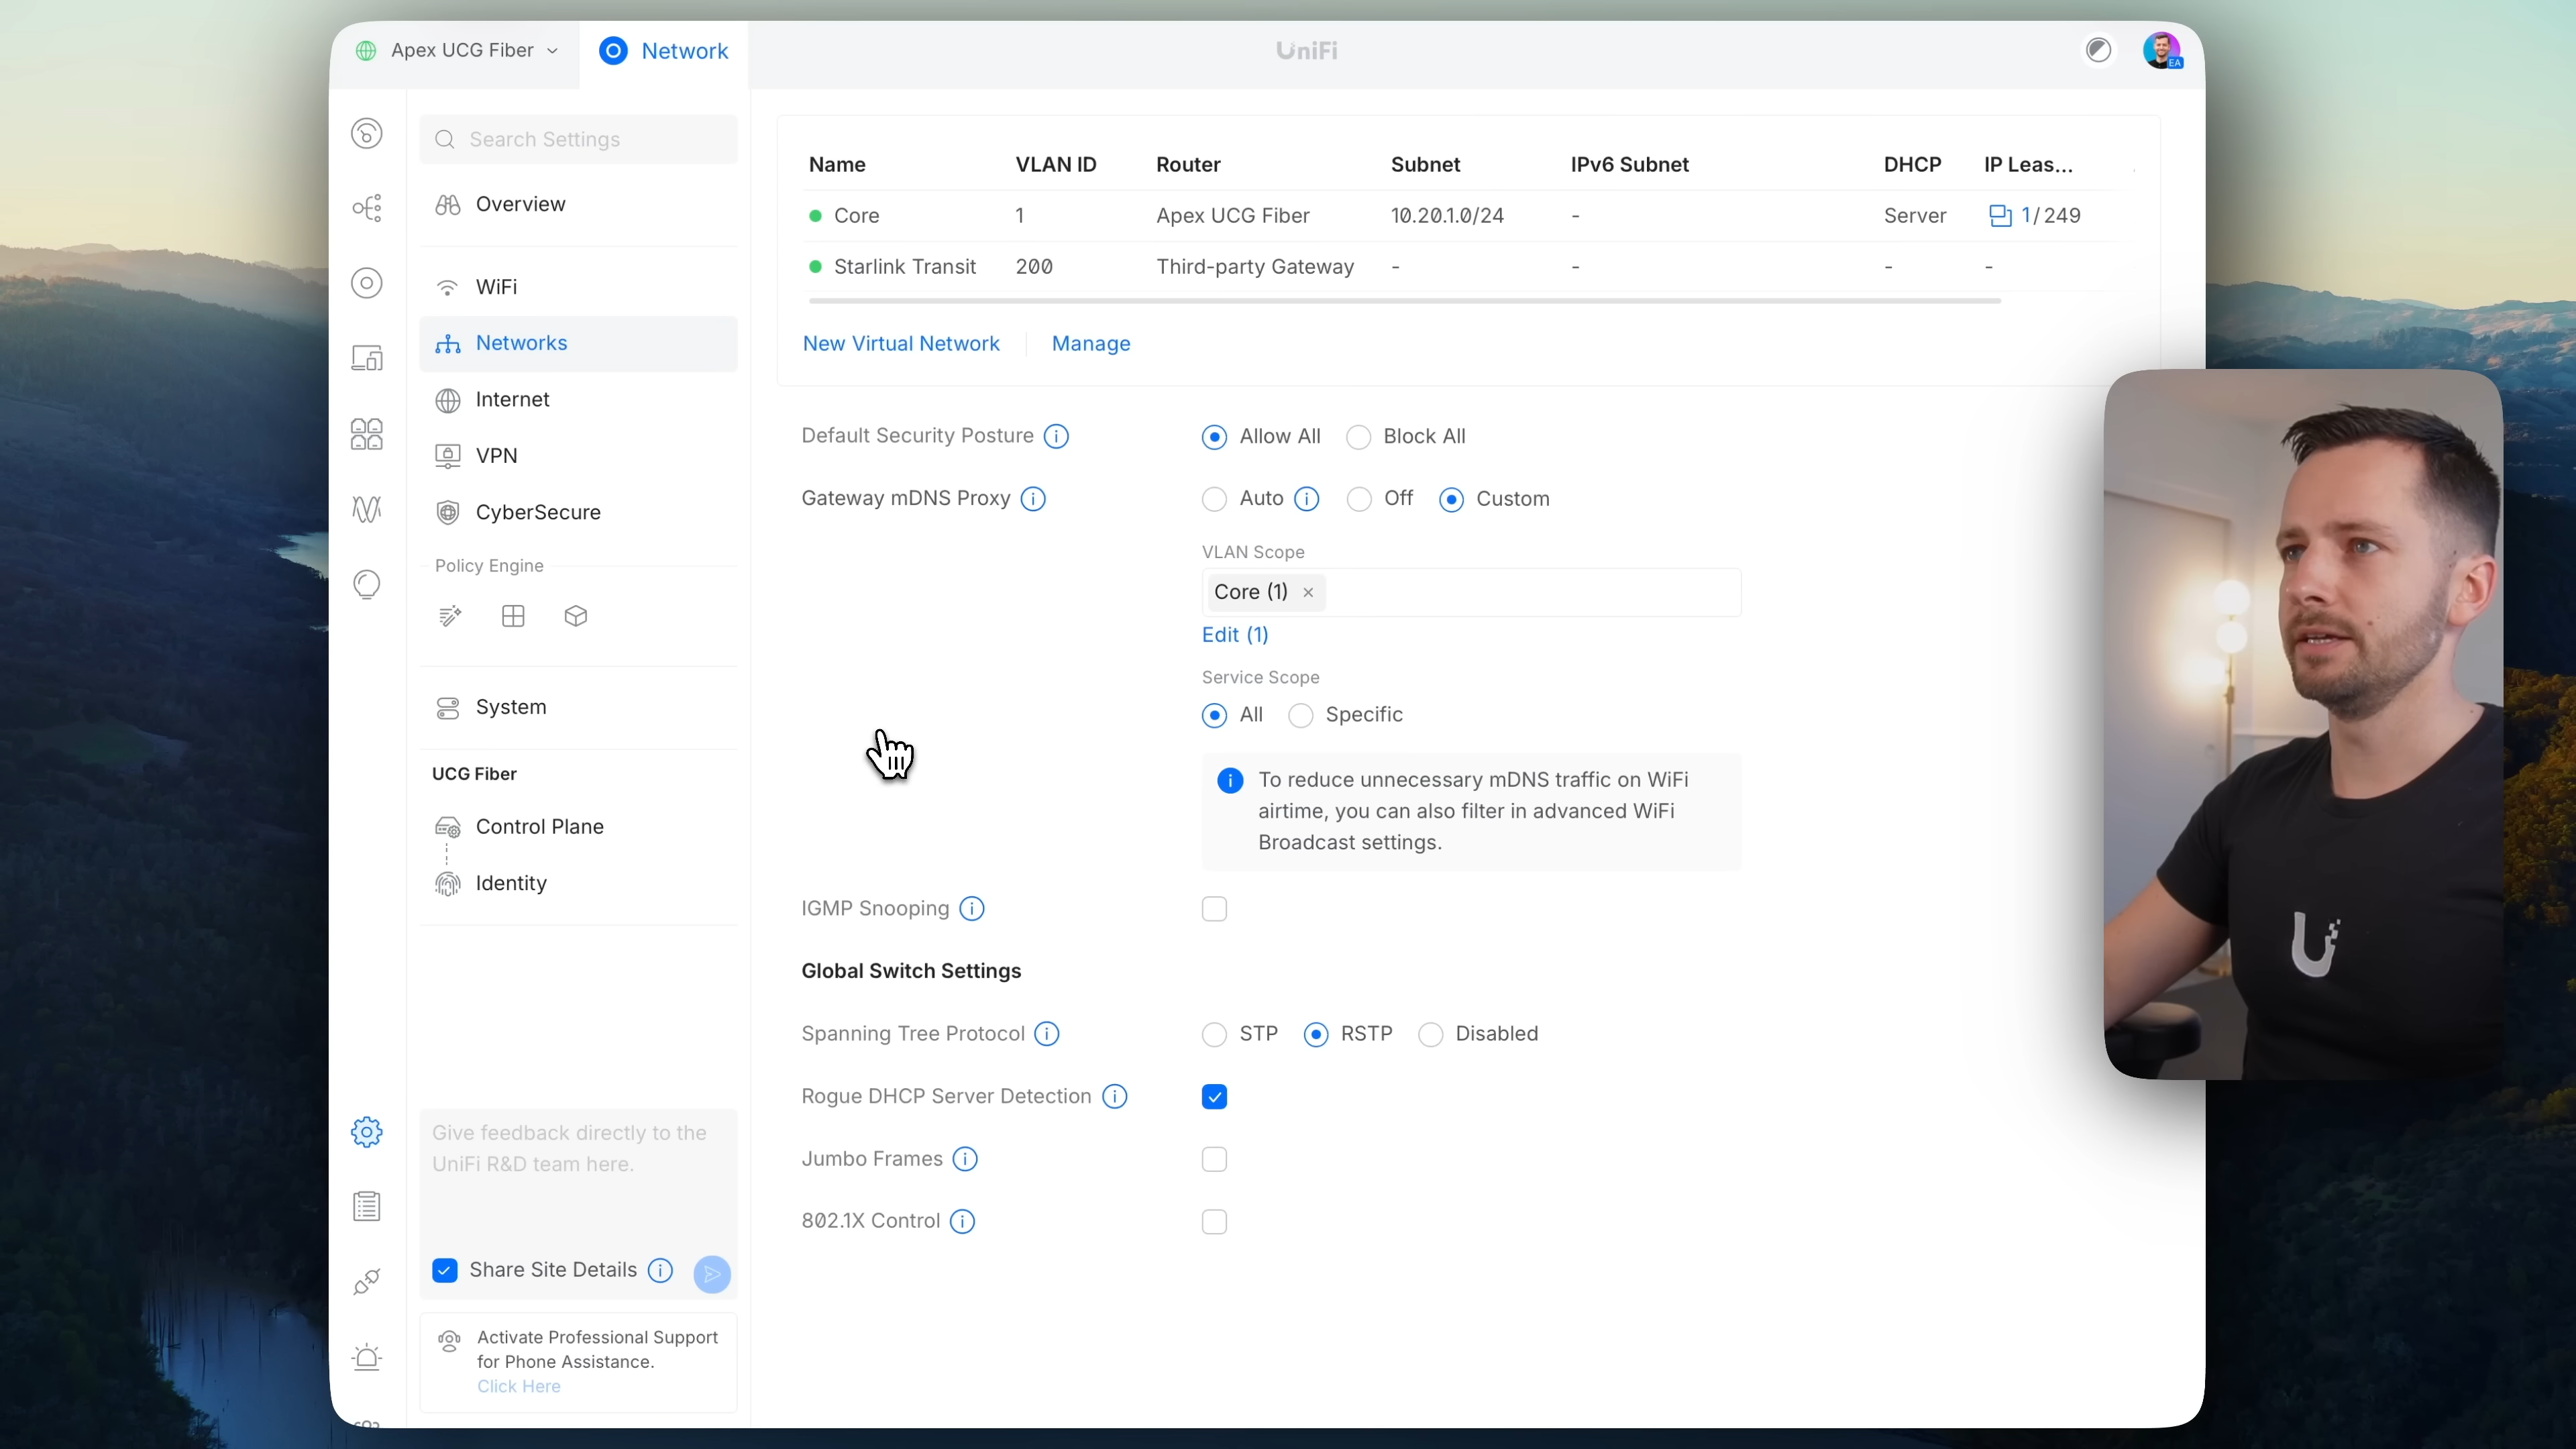 Apex UCG Fiber
Network
UniFi
EA
Search Settings
Overview
WiFi
Networks
Internet
VPN
CyberSecure
Policy Engine
System
UCG Fiber
Control Plane
Identity
Give feedback directly to the
UniFi R&D team here.
Share Site Details
Activate Professional Support
for Phone Assistance.
Click Here
Name VLAN ID Router Subnet IPv6 Subnet DHCP IP Leas...
Core 1 Apex UCG Fiber 10.20.1.0/24 - Server 1/249
Starlink Transit 200 Third-party Gateway - - - -
New Virtual Network Manage
Default Security Posture Allow All Block All
Gateway mDNS Proxy Auto Off Custom
VLAN Scope
Core (1) ×
Edit (1)
Service Scope
All Specific
To reduce unnecessary mDNS traffic on WiFi
airtime, you can also filter in advanced WiFi
Broadcast settings.
IGMP Snooping
Global Switch Settings
Spanning Tree Protocol STP RSTP Disabled
Rogue DHCP Server Detection
Jumbo Frames
802.1X Control